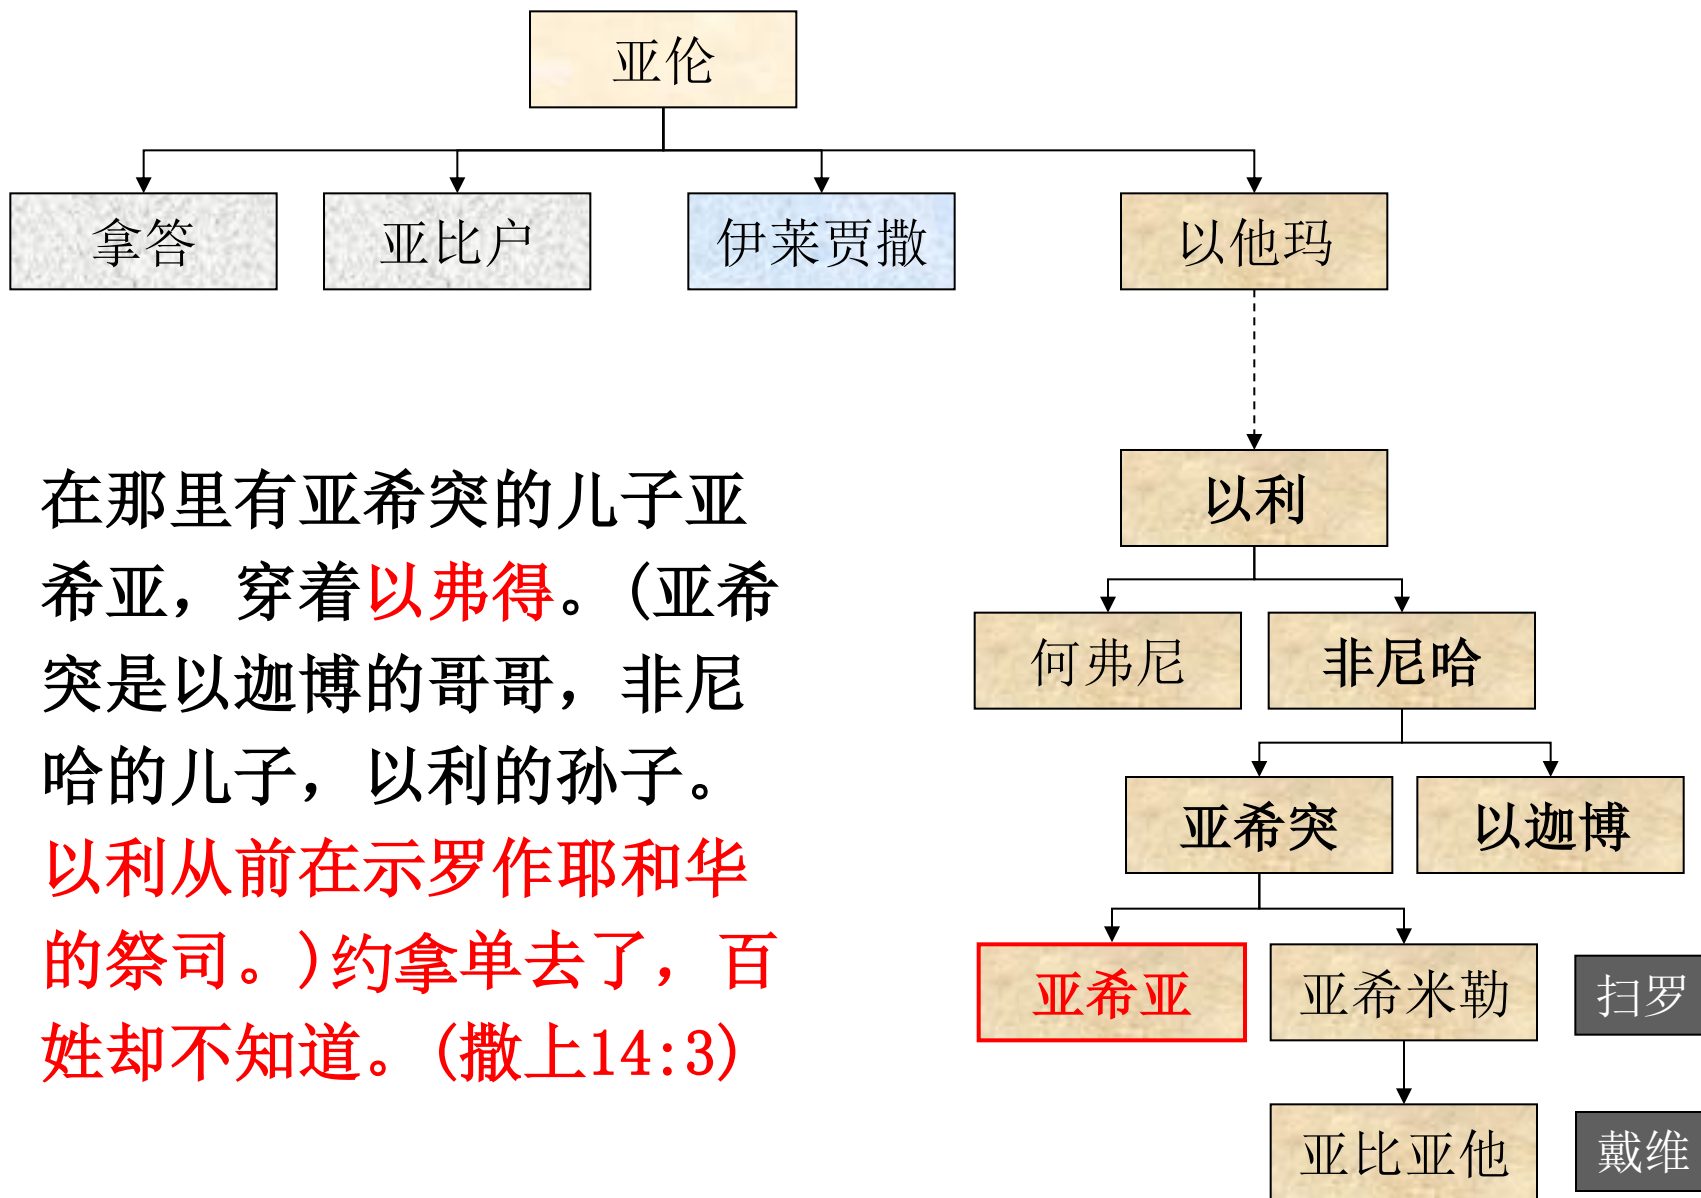 亚伦
拿答
亚比户
伊莱贾撒
以他玛
以利
何弗尼
非尼哈
亚希突
以迦博
亚希亚
亚希米勒
扫罗
亚比亚他
戴维
在那里有亚希突的儿子亚
希亚，穿着以弗得。(亚希
突是以迦博的哥哥，非尼
哈的儿子，以利的孙子。
以利从前在示罗作耶和华
的祭司。)约拿单去了，百
姓却不知道。(撒上14:3)